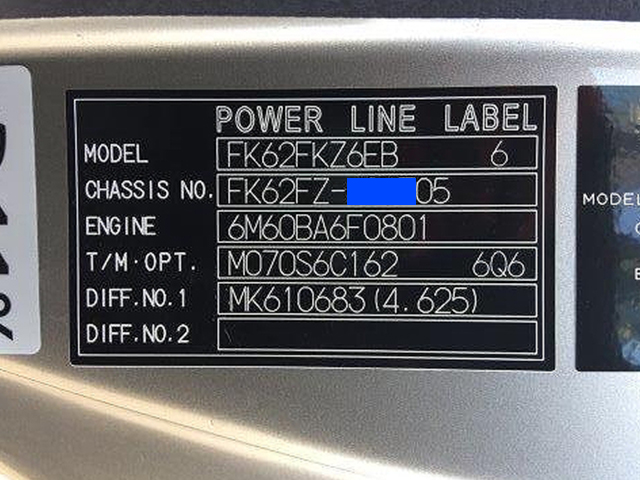 POWER LINE LABEL
MODEL FK62FKZ6EB 6
CHASSIS NO. FK62FZ- 05
ENGINE 6M60BA6F0801
T/M·OPT. M070S6C162 6Q6
DIFF.NO.1 MK610683(4.625)
DIFF.NO.2
MODEL